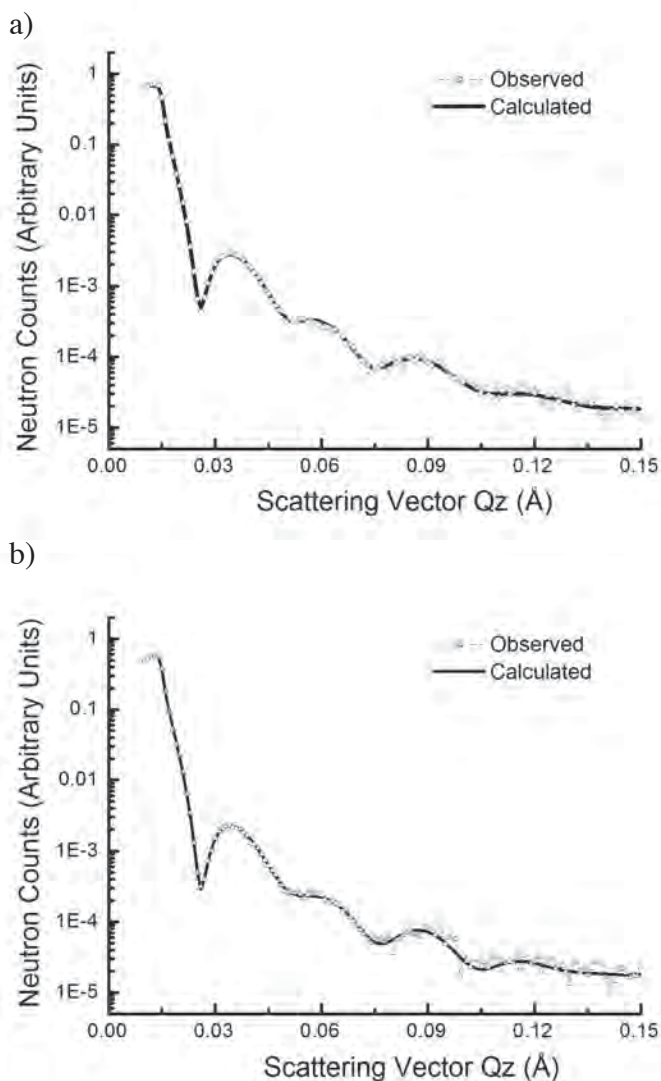 a)
Observed
Calculated
Neutron Counts (Arbitrary Units)
1
0.1
0.01
1E-3
1E-4
1E-5
0.00 0.03 0.06 0.09 0.12 0.15
Scattering Vector Qz (Å)
b)
Observed
Calculated
Neutron Counts (Arbitrary Units)
1
0.1
0.01
1E-3
1E-4
1E-5
0.00 0.03 0.06 0.09 0.12 0.15
Scattering Vector Qz (Å)